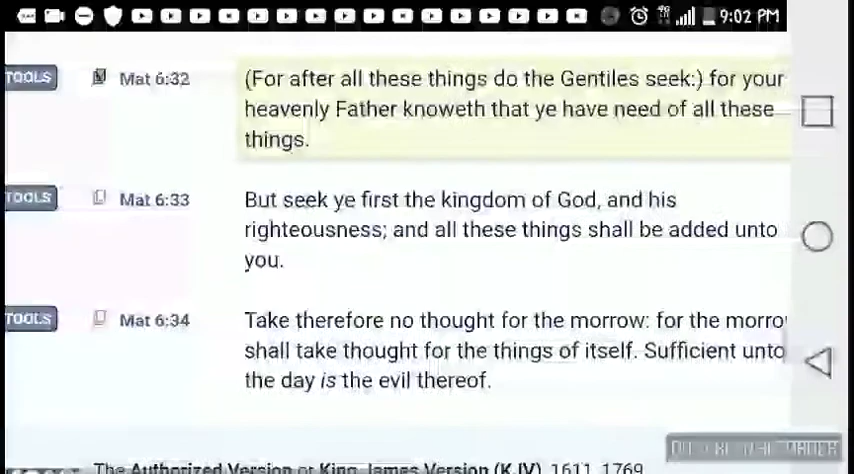 9:02 PM
TOOLS Mat 6:32 (For after all these things do the Gentiles seek:) for your
heavenly Father knoweth that ye have need of all these
things.
TOOLS Mat 6:33 But seek ye first the kingdom of God, and his
righteousness; and all these things shall be added unto
you.
TOOLS Mat 6:34 Take therefore no thought for the morrow: for the morro
shall take thought for the things of itself. Sufficient unto
the day is the evil thereof.
The Authorized Version or King James Version (KJV), 1611, 1769